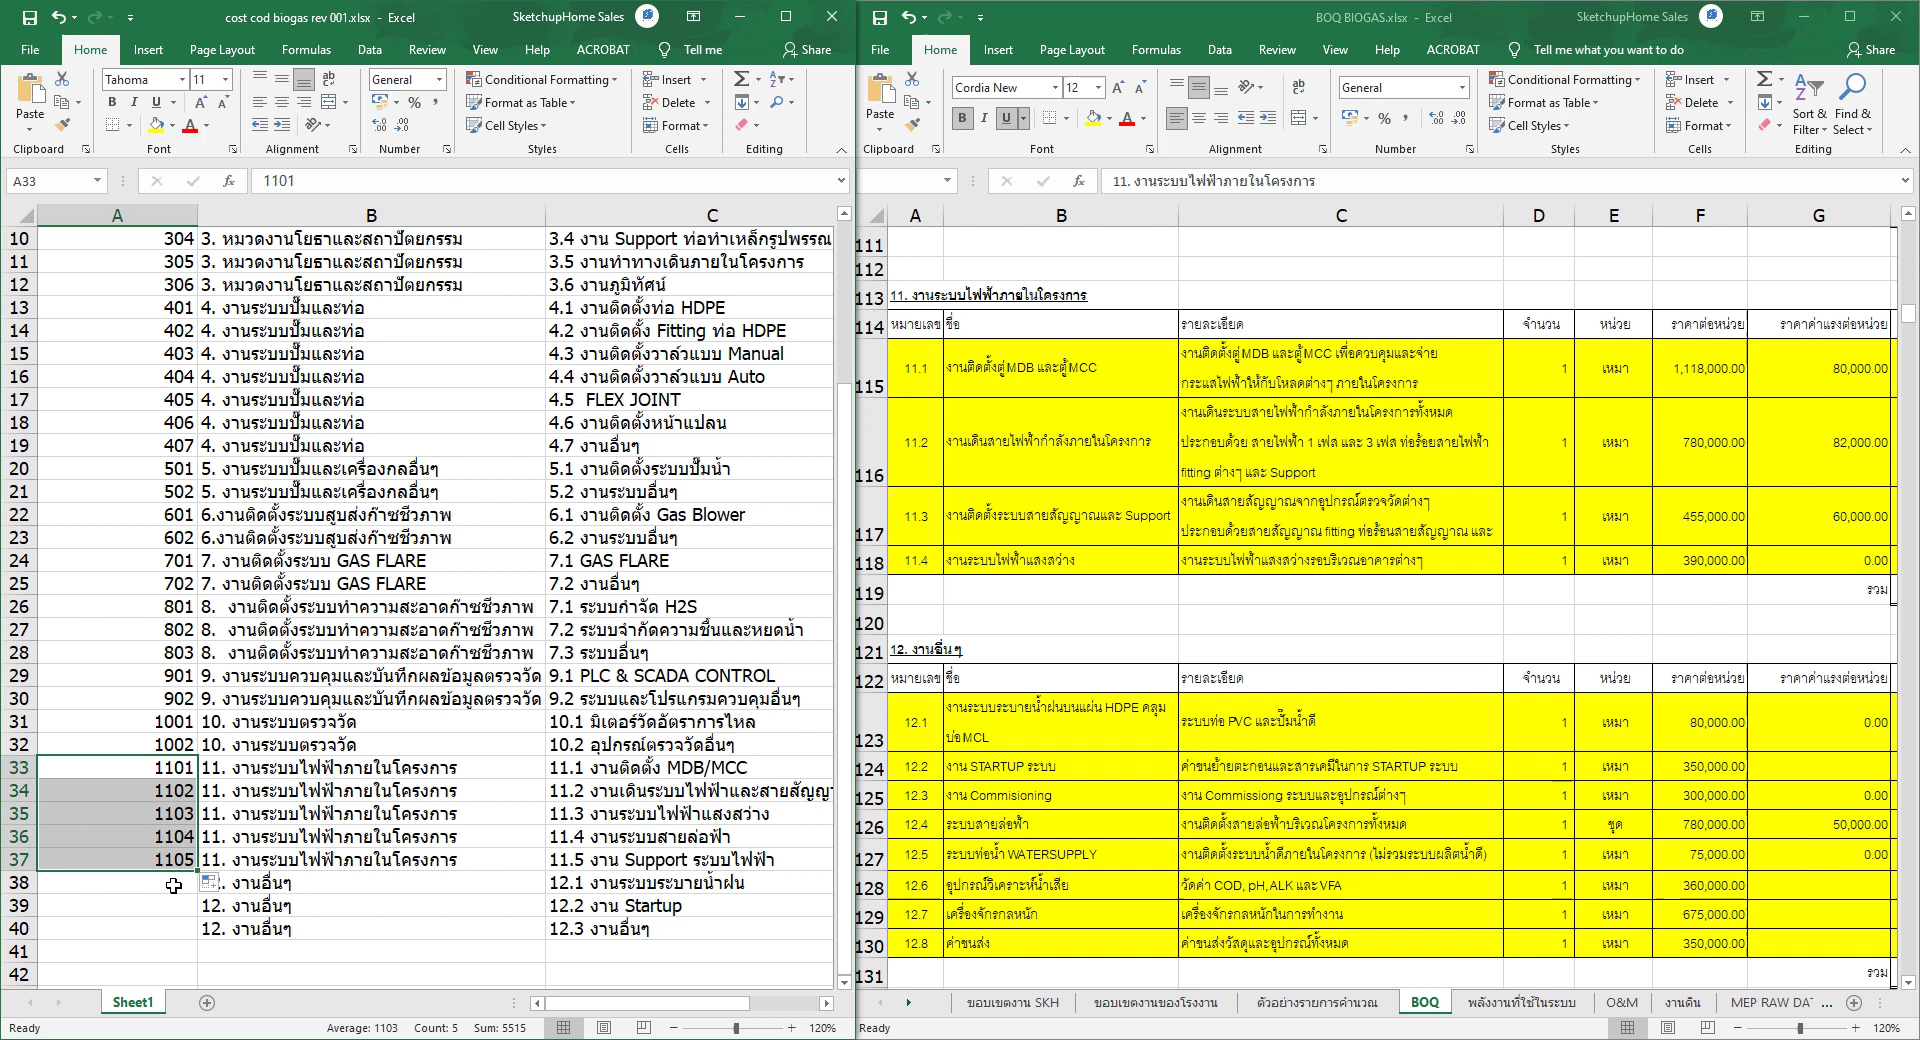 cost cod biogas rev 001.xlsx - Excel
SketchupHome Sales
File Home Insert Page Layout Formulas Data Review View Help ACROBAT Tell me Share
Paste
Tahoma 11
General
Conditional Formatting
Format as Table
Cell Styles
Insert
Delete
Format
Clipboard Font Alignment Number Styles Cells Editing
A33
1101
A B C
10 304 3. หมวดงานโยธาและสถาปัตยกรรม 3.4 งาน Support ท่อทำเหล็กรูปพรรณ
11 305 3. หมวดงานโยธาและสถาปัตยกรรม 3.5 งานทำทางเดินภายในโครงการ
12 306 3. หมวดงานโยธาและสถาปัตยกรรม 3.6 งานภูมิทัศน์
13 401 4. งานระบบปั๊มและท่อ 4.1 งานติดตั้งท่อ HDPE
14 402 4. งานระบบปั๊มและท่อ 4.2 งานติดตั้ง Fitting ท่อ HDPE
15 403 4. งานระบบปั๊มและท่อ 4.3 งานติดตั้งวาล์วแบบ Manual
16 404 4. งานระบบปั๊มและท่อ 4.4 งานติดตั้งวาล์วแบบ Auto
17 405 4. งานระบบปั๊มและท่อ 4.5 FLEX JOINT
18 406 4. งานระบบปั๊มและท่อ 4.6 งานติดตั้งหน้าแปลน
19 407 4. งานระบบปั๊มและท่อ 4.7 งานอื่นๆ
20 501 5. งานระบบปั๊มและเครื่องกลอื่นๆ 5.1 งานติดตั้งระบบปั๊มน้ำ
21 502 5. งานระบบปั๊มและเครื่องกลอื่นๆ 5.2 งานระบบอื่นๆ
22 601 6.งานติดตั้งระบบสูบส่งก๊าซชีวภาพ 6.1 งานติดตั้ง Gas Blower
23 602 6.งานติดตั้งระบบสูบส่งก๊าซชีวภาพ 6.2 งานระบบอื่นๆ
24 701 7. งานติดตั้งระบบ GAS FLARE 7.1 GAS FLARE
25 702 7. งานติดตั้งระบบ GAS FLARE 7.2 งานอื่นๆ
26 801 8. งานติดตั้งระบบทำความสะอาดก๊าซชีวภาพ 7.1 ระบบกำจัด H2S
27 802 8. งานติดตั้งระบบทำความสะอาดก๊าซชีวภาพ 7.2 ระบบจำกัดความชื้นและหยดน้ำ
28 803 8. งานติดตั้งระบบทำความสะอาดก๊าซชีวภาพ 7.3 ระบบอื่นๆ
29 901 9. งานระบบควบคุมและบันทึกผลข้อมูลตรวจวัด 9.1 PLC & SCADA CONTROL
30 902 9. งานระบบควบคุมและบันทึกผลข้อมูลตรวจวัด 9.2 ระบบและโปรแกรมควบคุมอื่นๆ
31 1001 10. งานระบบตรวจวัด 10.1 มิเตอร์วัดอัตราการไหล
32 1002 10. งานระบบตรวจวัด 10.2 อุปกรณ์ตรวจวัดอื่นๆ
33 1101 11. งานระบบไฟฟ้าภายในโครงการ 11.1 งานติดตั้ง MDB/MCC
34 1102 11. งานระบบไฟฟ้าภายในโครงการ 11.2 งานเดินระบบไฟฟ้าและสายสัญญา
35 1103 11. งานระบบไฟฟ้าภายในโครงการ 11.3 งานระบบไฟฟ้าแสงสว่าง
36 1104 11. งานระบบไฟฟ้าภายในโครงการ 11.4 งานระบบสายล่อฟ้า
37 1105 11. งานระบบไฟฟ้าภายในโครงการ 11.5 งาน Support ระบบไฟฟ้า
38 . งานอื่นๆ 12.1 งานระบบระบายน้ำฝน
39 12. งานอื่นๆ 12.2 งาน Startup
40 12. งานอื่นๆ 12.3 งานอื่นๆ
41
42
Sheet1
Ready Average: 1103 Count: 5 Sum: 5515 120%
BOQ BIOGAS.xlsx - Excel
SketchupHome Sales
File Home Insert Page Layout Formulas Data Review View Help ACROBAT Tell me what you want to do Share
Paste
Cordia New 12
General
Conditional Formatting
Format as Table
Cell Styles
Insert
Delete
Format
Sort & Filter
Find & Select
Clipboard Font Alignment Number Styles Cells Editing
11. งานระบบไฟฟ้าภายในโครงการ
A B C D E F G
111
112
113 11. งานระบบไฟฟ้าภายในโครงการ
114 หมายเลข ชื่อ รายละเอียด จำนวน หน่วย ราคาต่อหน่วย ราคาค่าแรงต่อหน่วย
115 11.1 งานติดตั้งตู่ MDB และตู้ MCC งานติดตั้งตู่ MDB และตู้ MCC เพื่อควบคุมและจ่าย กระแสไฟฟ้าให้กับโหลดต่างๆ ภายในโครงการ 1 เหมา 1,118,000.00 80,000.00
116 11.2 งานเดินสายไฟฟ้ากำลังภายในโครงการ งานเดินระบบสายไฟฟ้ากำลังภายในโครงการทั้งหมด ประกอบด้วย สายไฟฟ้า 1 เฟส และ 3 เฟส ท่อร้อยสายไฟฟ้า fitting ต่างๆ และ Support 1 เหมา 780,000.00 82,000.00
117 11.3 งานติดตั้งระบบสายสัญญาณและ Support งานเดินสายสัญญาณจากอุปกรณ์ตรวจวัดต่างๆ ประกอบด้วยสายสัญญาณ fitting ท่อร้อนสายสัญญาณ และ 1 เหมา 455,000.00 60,000.00
118 11.4 งานระบบไฟฟ้าแสงสว่าง งานระบบไฟฟ้าแสงสว่างรอบริเวณอาคารต่างๆ 1 เหมา 390,000.00 0.00
119 รวม
120
121 12. งานอื่นๆ
122 หมายเลข ชื่อ รายละเอียด จำนวน หน่วย ราคาต่อหน่วย ราคาค่าแรงต่อหน่วย
123 12.1 งานระบบระบายน้ำฝนบนแผ่น HDPE คลุม บ่อ MCL ระบบท่อ PVC และปั๊มน้ำดี 1 เหมา 80,000.00 0.00
124 12.2 งาน STARTUP ระบบ ค่าขนย้ายตะกอนและสารเคมีในการ STARTUP ระบบ 1 เหมา 350,000.00
125 12.3 งาน Commisioning งาน Commissiong ระบบและอุปกรณ์ต่างๆ 1 เหมา 300,000.00 0.00
126 12.4 ระบบสายล่อฟ้า งานติดตั้งสายล่อฟ้าบริเวณโครงการทั้งหมด 1 ชุด 780,000.00 50,000.00
127 12.5 ระบบท่อน้ำ WATERSUPPLY งานติดตั้งระบบน้ำดีภายในโครงการ (ไม่รวมระบบผลิตน้ำดี) 1 เหมา 75,000.00 0.00
128 12.6 อุปกรณ์วิเคราะห์น้ำเสีย วัดค่า COD, pH, ALK และ VFA 1 เหมา 360,000.00
129 12.7 เครื่องจักรกลหนัก เครื่องจักรกลหนักในการทำงาน 1 เหมา 675,000.00
130 12.8 ค่าขนส่ง ค่าขนส่งวัสดุและอุปกรณ์ทั้งหมด 1 เหมา 350,000.00
131 รวม
ขอบเขตงาน SKH ขอบเขตงานของโรงงาน ตัวอย่างรายการคำนวณ BOQ พลังงานที่ใช้ในระบบ O&M งานดิน MEP RAW DAT ...
Ready 120%